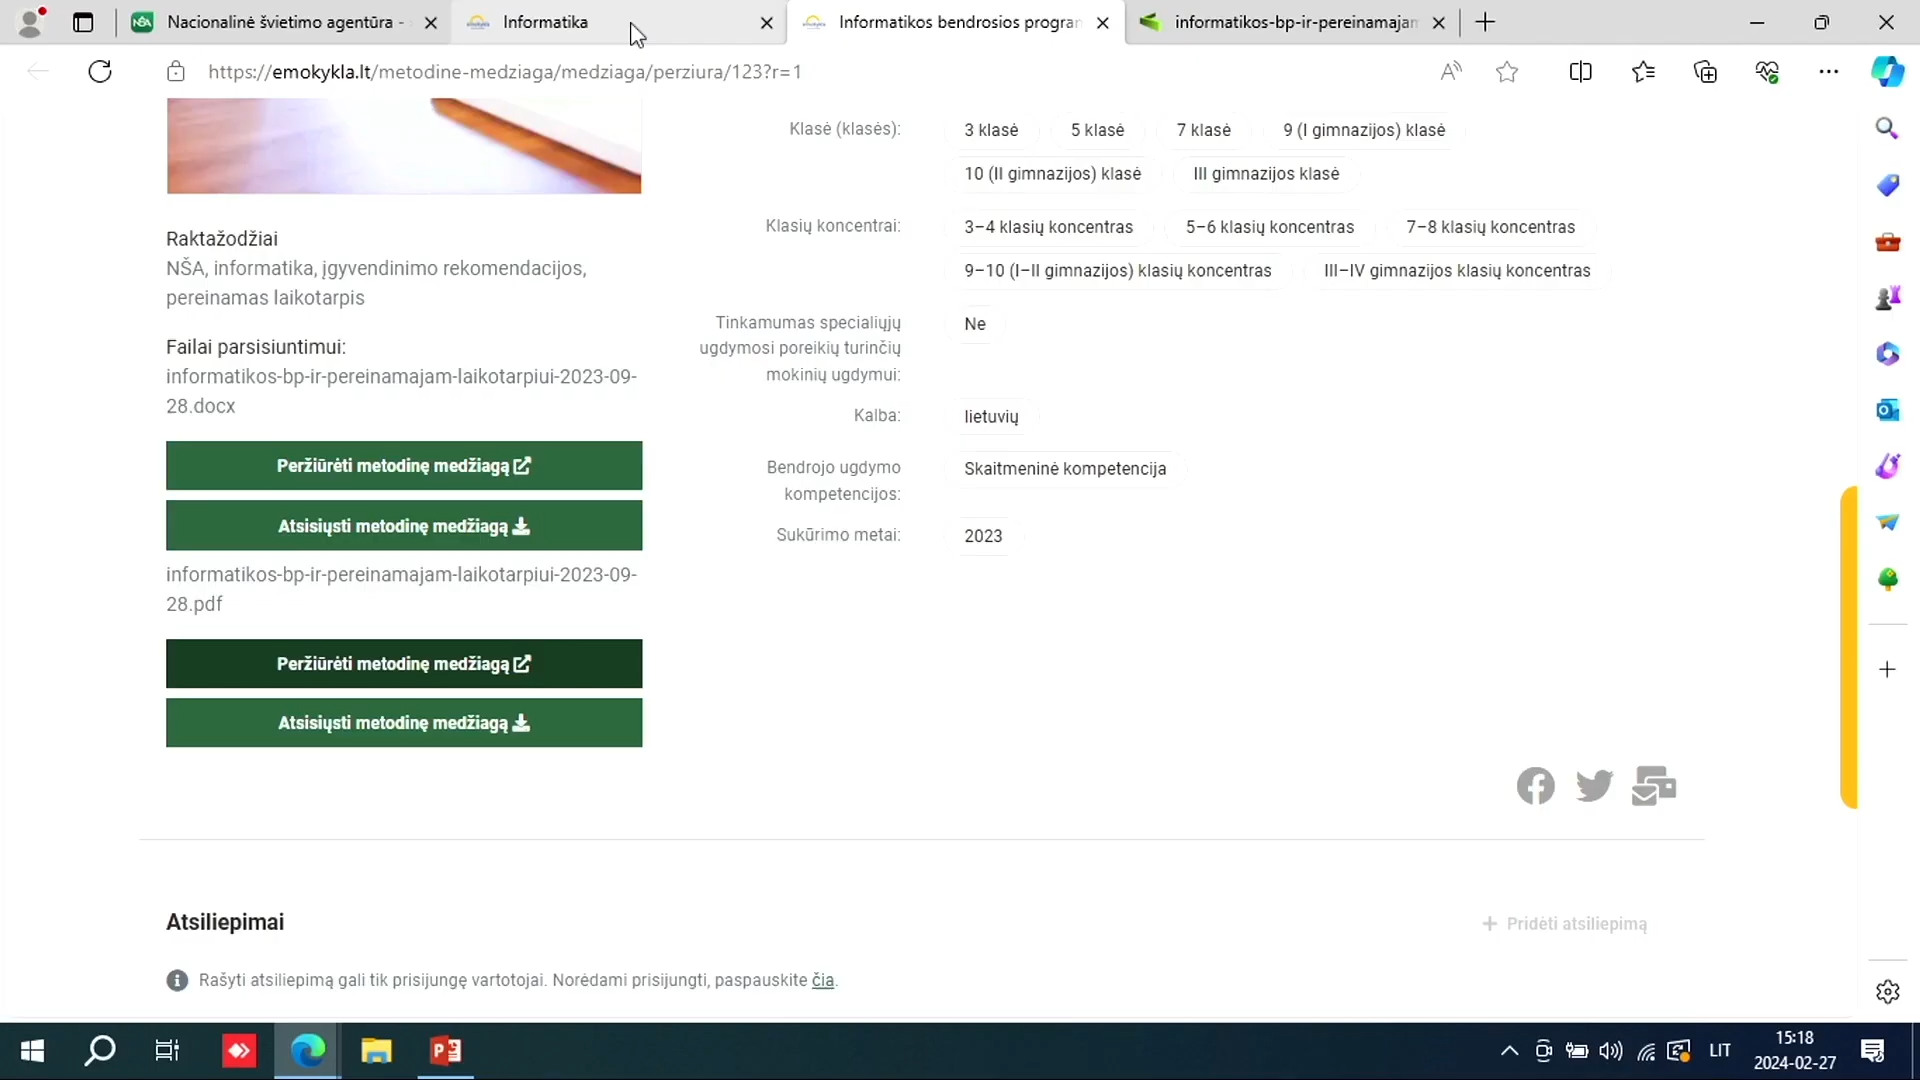 Nacionalinė švietimo agentūra -
Informatika
Informatikos bendrosios program
informatikos-bp-ir-pereinamajam
https://emokykla.lt/metodine-medziaga/medziaga/perziura/123?r=1
Klasė (klasės):
3 klasė 5 klasė 7 klasė 9 (I gimnazijos) klasė
10 (II gimnazijos) klasė III gimnazijos klasė
Klasių koncentrai:
3–4 klasių koncentras 5–6 klasių koncentras 7–8 klasių koncentras
9–10 (I–II gimnazijos) klasių koncentras III–IV gimnazijos klasių koncentras
Tinkamumas specialiųjų
ugdymosi poreikių turinčių
mokinių ugdymui:
Ne
Kalba:
lietuvių
Bendrojo ugdymo
kompetencijos:
Skaitmeninė kompetencija
Sukūrimo metai:
2023
Raktažodžiai
NŠA, informatika, įgyvendinimo rekomendacijos,
pereinamas laikotarpis
Failai parsisiuntimui:
informatikos-bp-ir-pereinamajam-laikotarpiui-2023-09-
28.docx
Peržiūrėti metodinę medžiagą
Atsisiųsti metodinę medžiagą
informatikos-bp-ir-pereinamajam-laikotarpiui-2023-09-
28.pdf
Peržiūrėti metodinę medžiagą
Atsisiųsti metodinę medžiagą
Atsiliepimai
+ Pridėti atsiliepimą
Rašyti atsiliepimą gali tik prisijungę vartotojai. Norėdami prisijungti, paspauskite čia.
LIT
15:18
2024-02-27